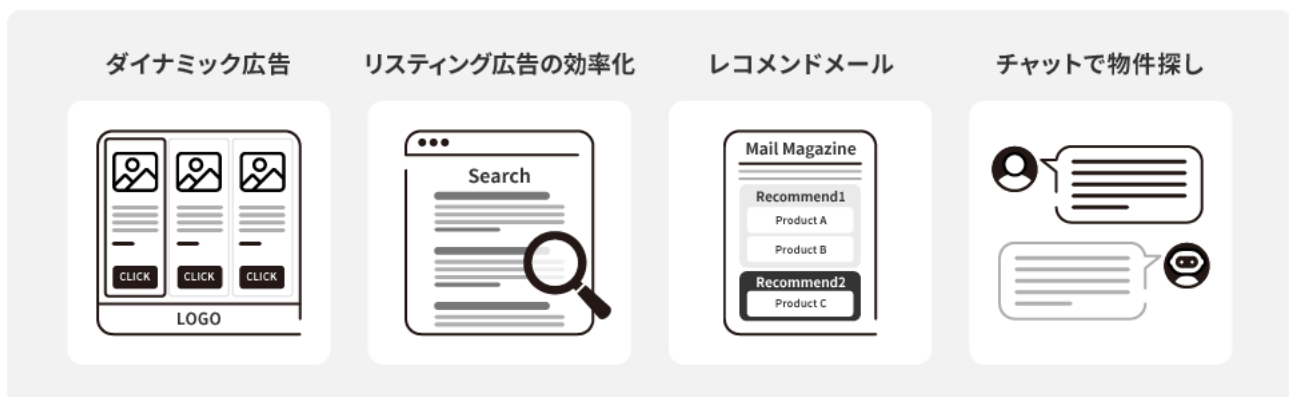 ダイナミック広告
リスティング広告の効率化
レコメンドメール
チャットで物件探し
CLICK
CLICK
CLICK
LOGO
Search
Mail Magazine
Recommend1
Product A
Product B
Recommend2
Product C